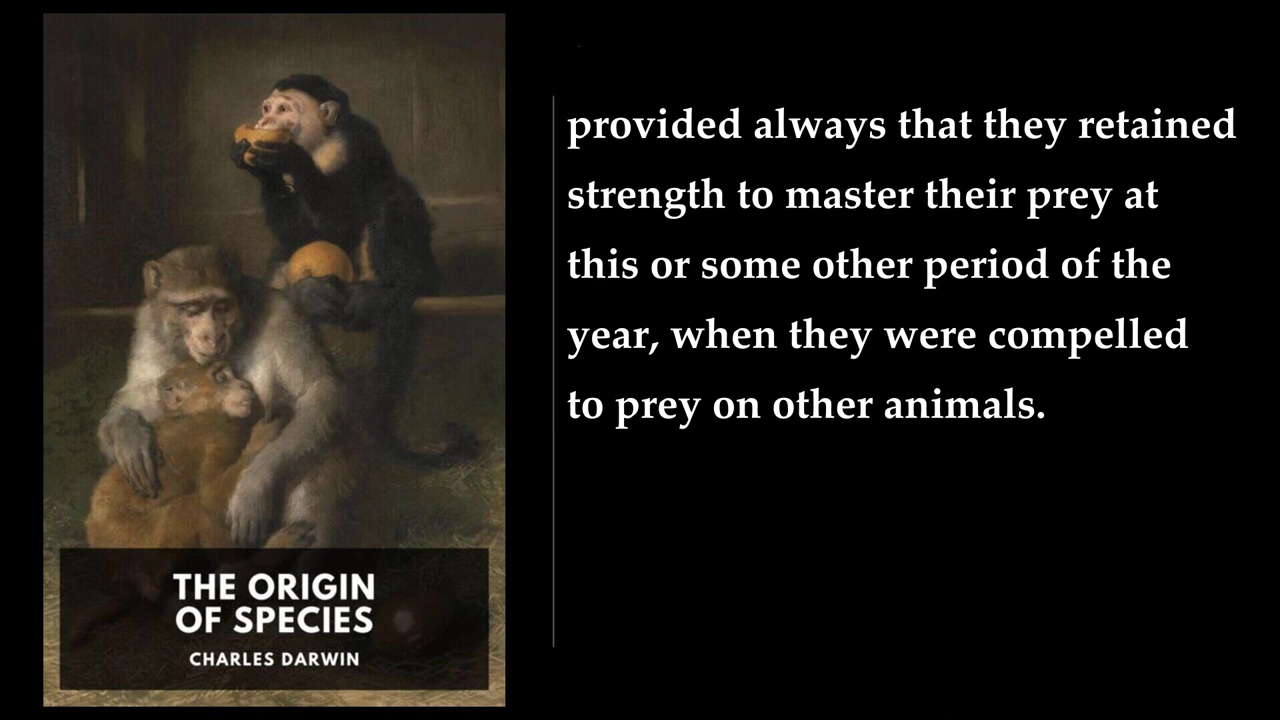 provided always that they retained
strength to master their prey at
this or some other period of the
year, when they were compelled
to prey on other animals.
THE ORIGIN
OF SPECIES
CHARLES DARWIN